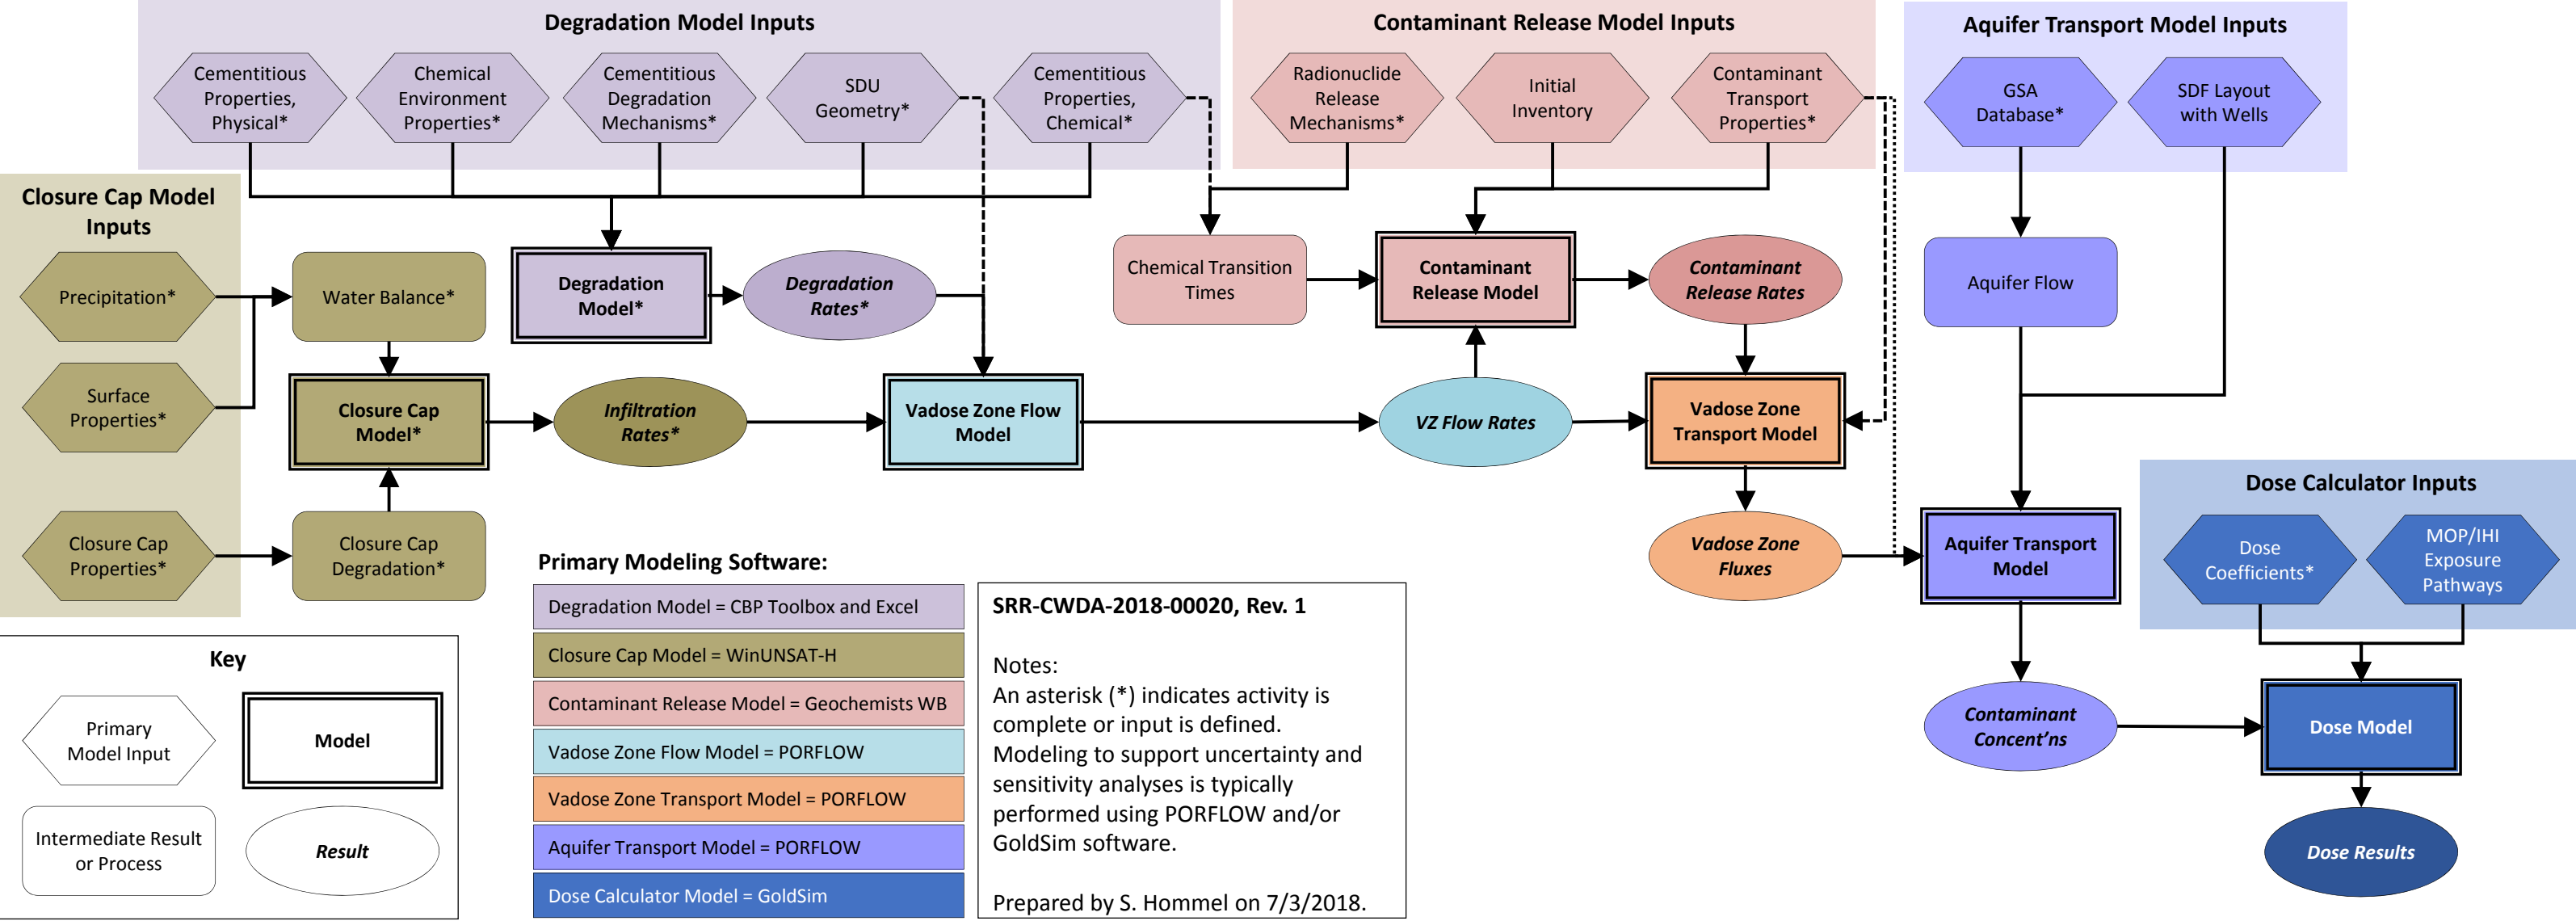 Degradation Model Inputs
Cementitious
Properties,
Physical*
Chemical
Environment
Properties*
Cementitious
Degradation
Mechanisms*
SDU
Geometry*
Cementitious
Properties,
Chemical*
Contaminant Release Model Inputs
Radionuclide
Release
Mechanisms*
Initial
Inventory
Contaminant
Transport
Properties*
Aquifer Transport Model Inputs
GSA
Database*
SDF Layout
with Wells
Closure Cap Model
Inputs
Precipitation*
Surface
Properties*
Closure Cap
Properties*
Water Balance*
Closure Cap
Model*
Closure Cap
Degradation*
Degradation
Model*
Degradation
Rates*
Infiltration
Rates*
Vadose Zone Flow
Model
Chemical Transition
Times
Contaminant
Release Model
Contaminant
Release Rates
VZ Flow Rates
Vadose Zone
Transport Model
Vadose Zone
Fluxes
Aquifer Flow
Aquifer Transport
Model
Contaminant
Concent'ns
Dose Calculator Inputs
Dose
Coefficients*
MOP/IHI
Exposure
Pathways
Dose Model
Dose Results
Key
Primary
Model Input
Model
Intermediate Result
or Process
Result
Primary Modeling Software:
Degradation Model = CBP Toolbox and Excel
Closure Cap Model = WinUNSAT-H
Contaminant Release Model = Geochemists WB
Vadose Zone Flow Model = PORFLOW
Vadose Zone Transport Model = PORFLOW
Aquifer Transport Model = PORFLOW
Dose Calculator Model = GoldSim
SRR-CWDA-2018-00020, Rev. 1
Notes:
An asterisk (*) indicates activity is
complete or input is defined.
Modeling to support uncertainty and
sensitivity analyses is typically
performed using PORFLOW and/or
GoldSim software.
Prepared by S. Hommel on 7/3/2018.